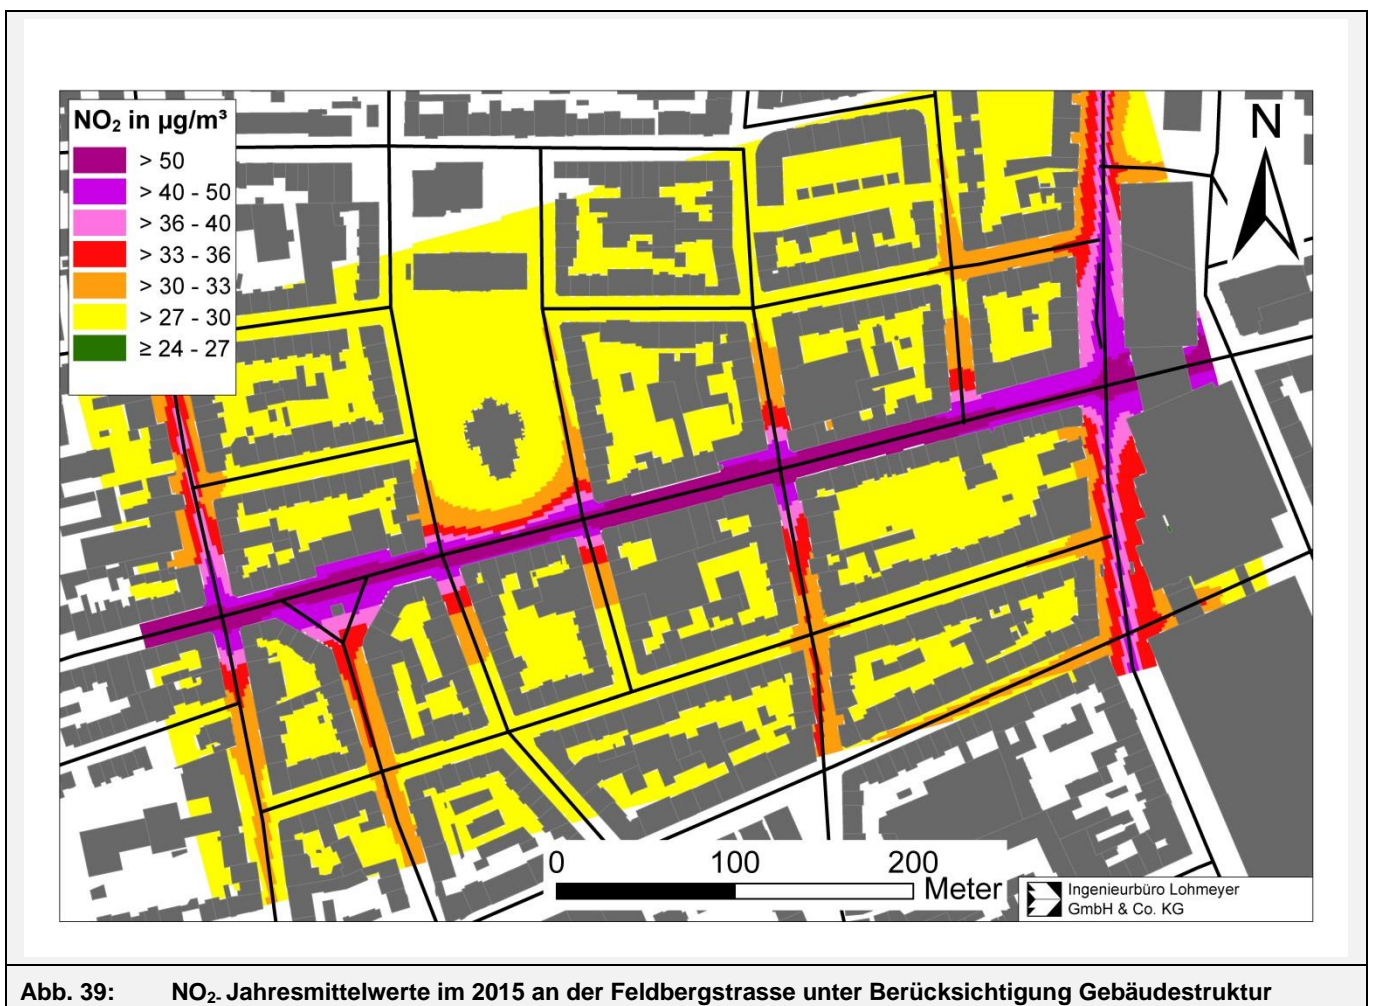 NO₂ in µg/m³
> 50
> 40 - 50
> 36 - 40
> 33 - 36
> 30 - 33
> 27 - 30
≥ 24 - 27
N
0 100 200
Meter
Ingenieurbüro Lohmeyer
GmbH & Co. KG
Abb. 39: NO₂- Jahresmittelwerte im 2015 an der Feldbergstrasse unter Berücksichtigung Gebäudestruktur